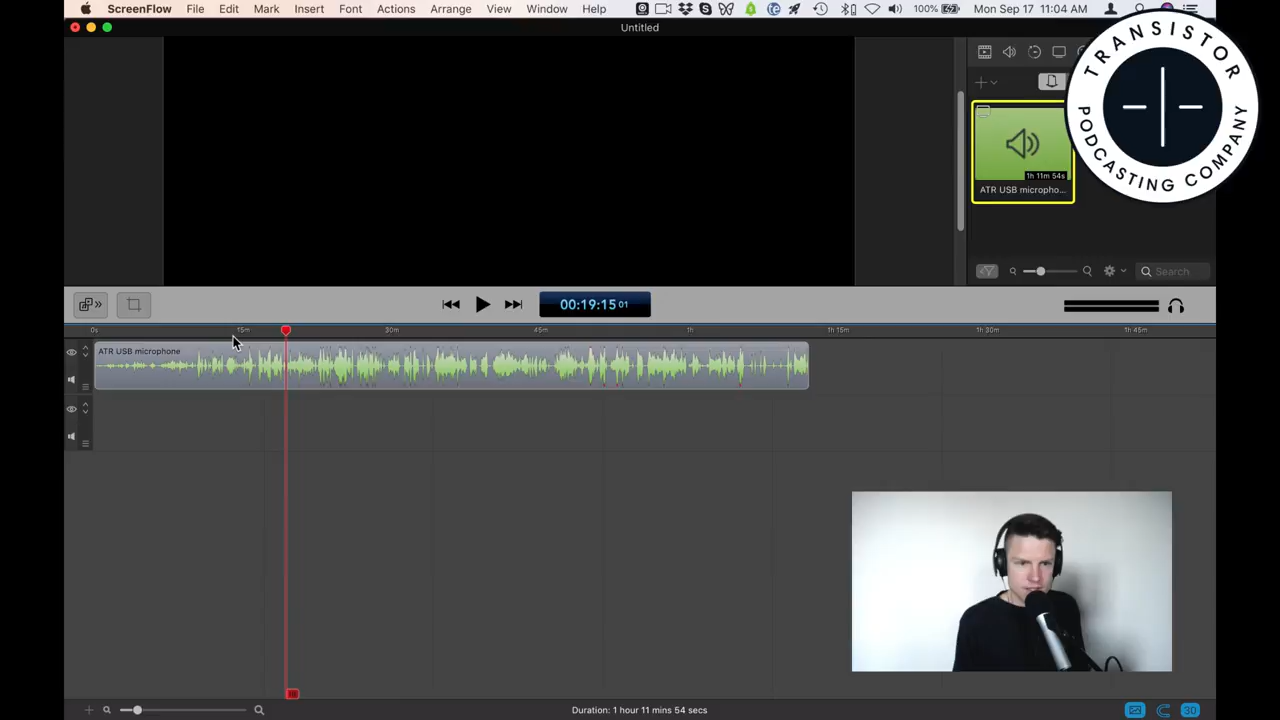 ScreenFlow File Edit Mark Insert Font Actions Arrange View Window Help 100% Mon Sep 17 11:04 AM
Untitled
TRANSISTOR
PODCASTING COMPANY
1h 11m 54s
ATR USB micropho...
Search
00:19:15 01
0s 15m 30m 45m 1h 1h 15m 1h 30m 1h 45m
ATR USB microphone
Duration: 1 hour 11 mins 54 secs
30